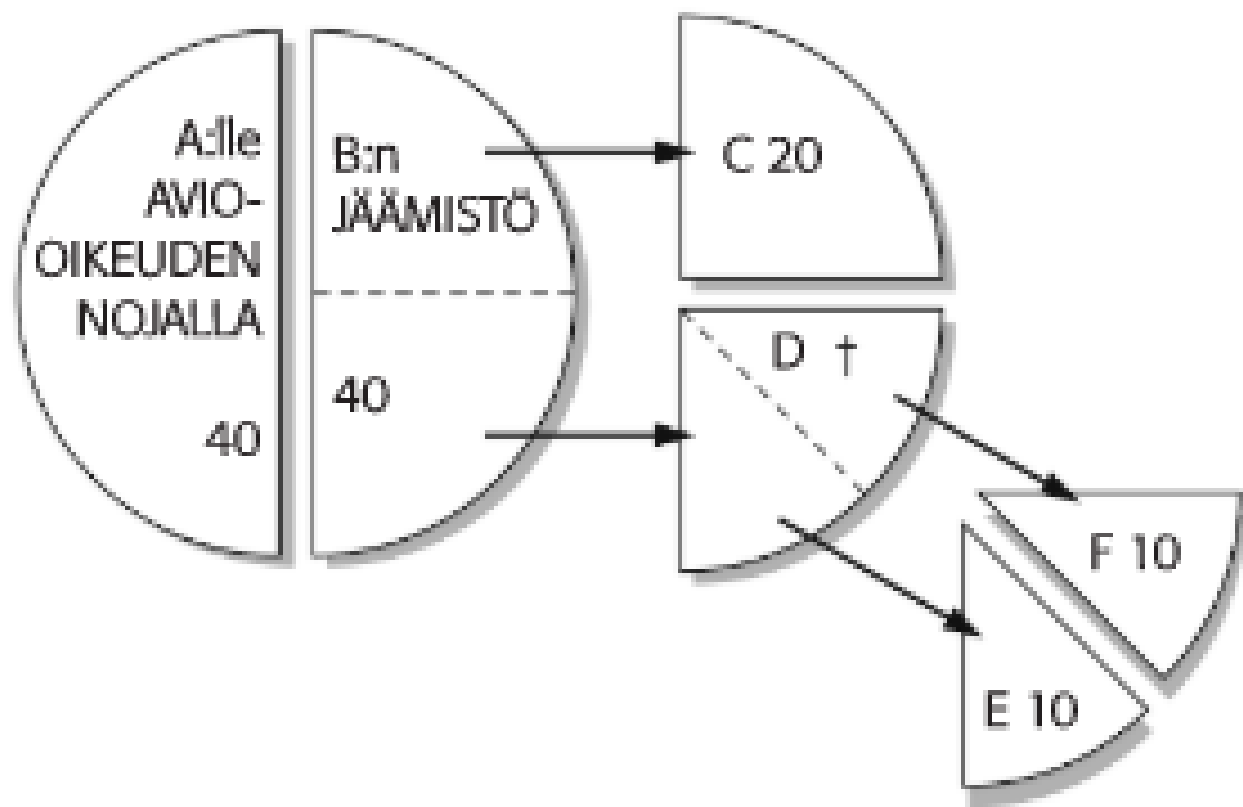 A:lle
AVIO-
OIKEUDEN
NOJALLA
40
B:n
JÄÄMISTÖ
40
C 20
D †
F 10
E 10